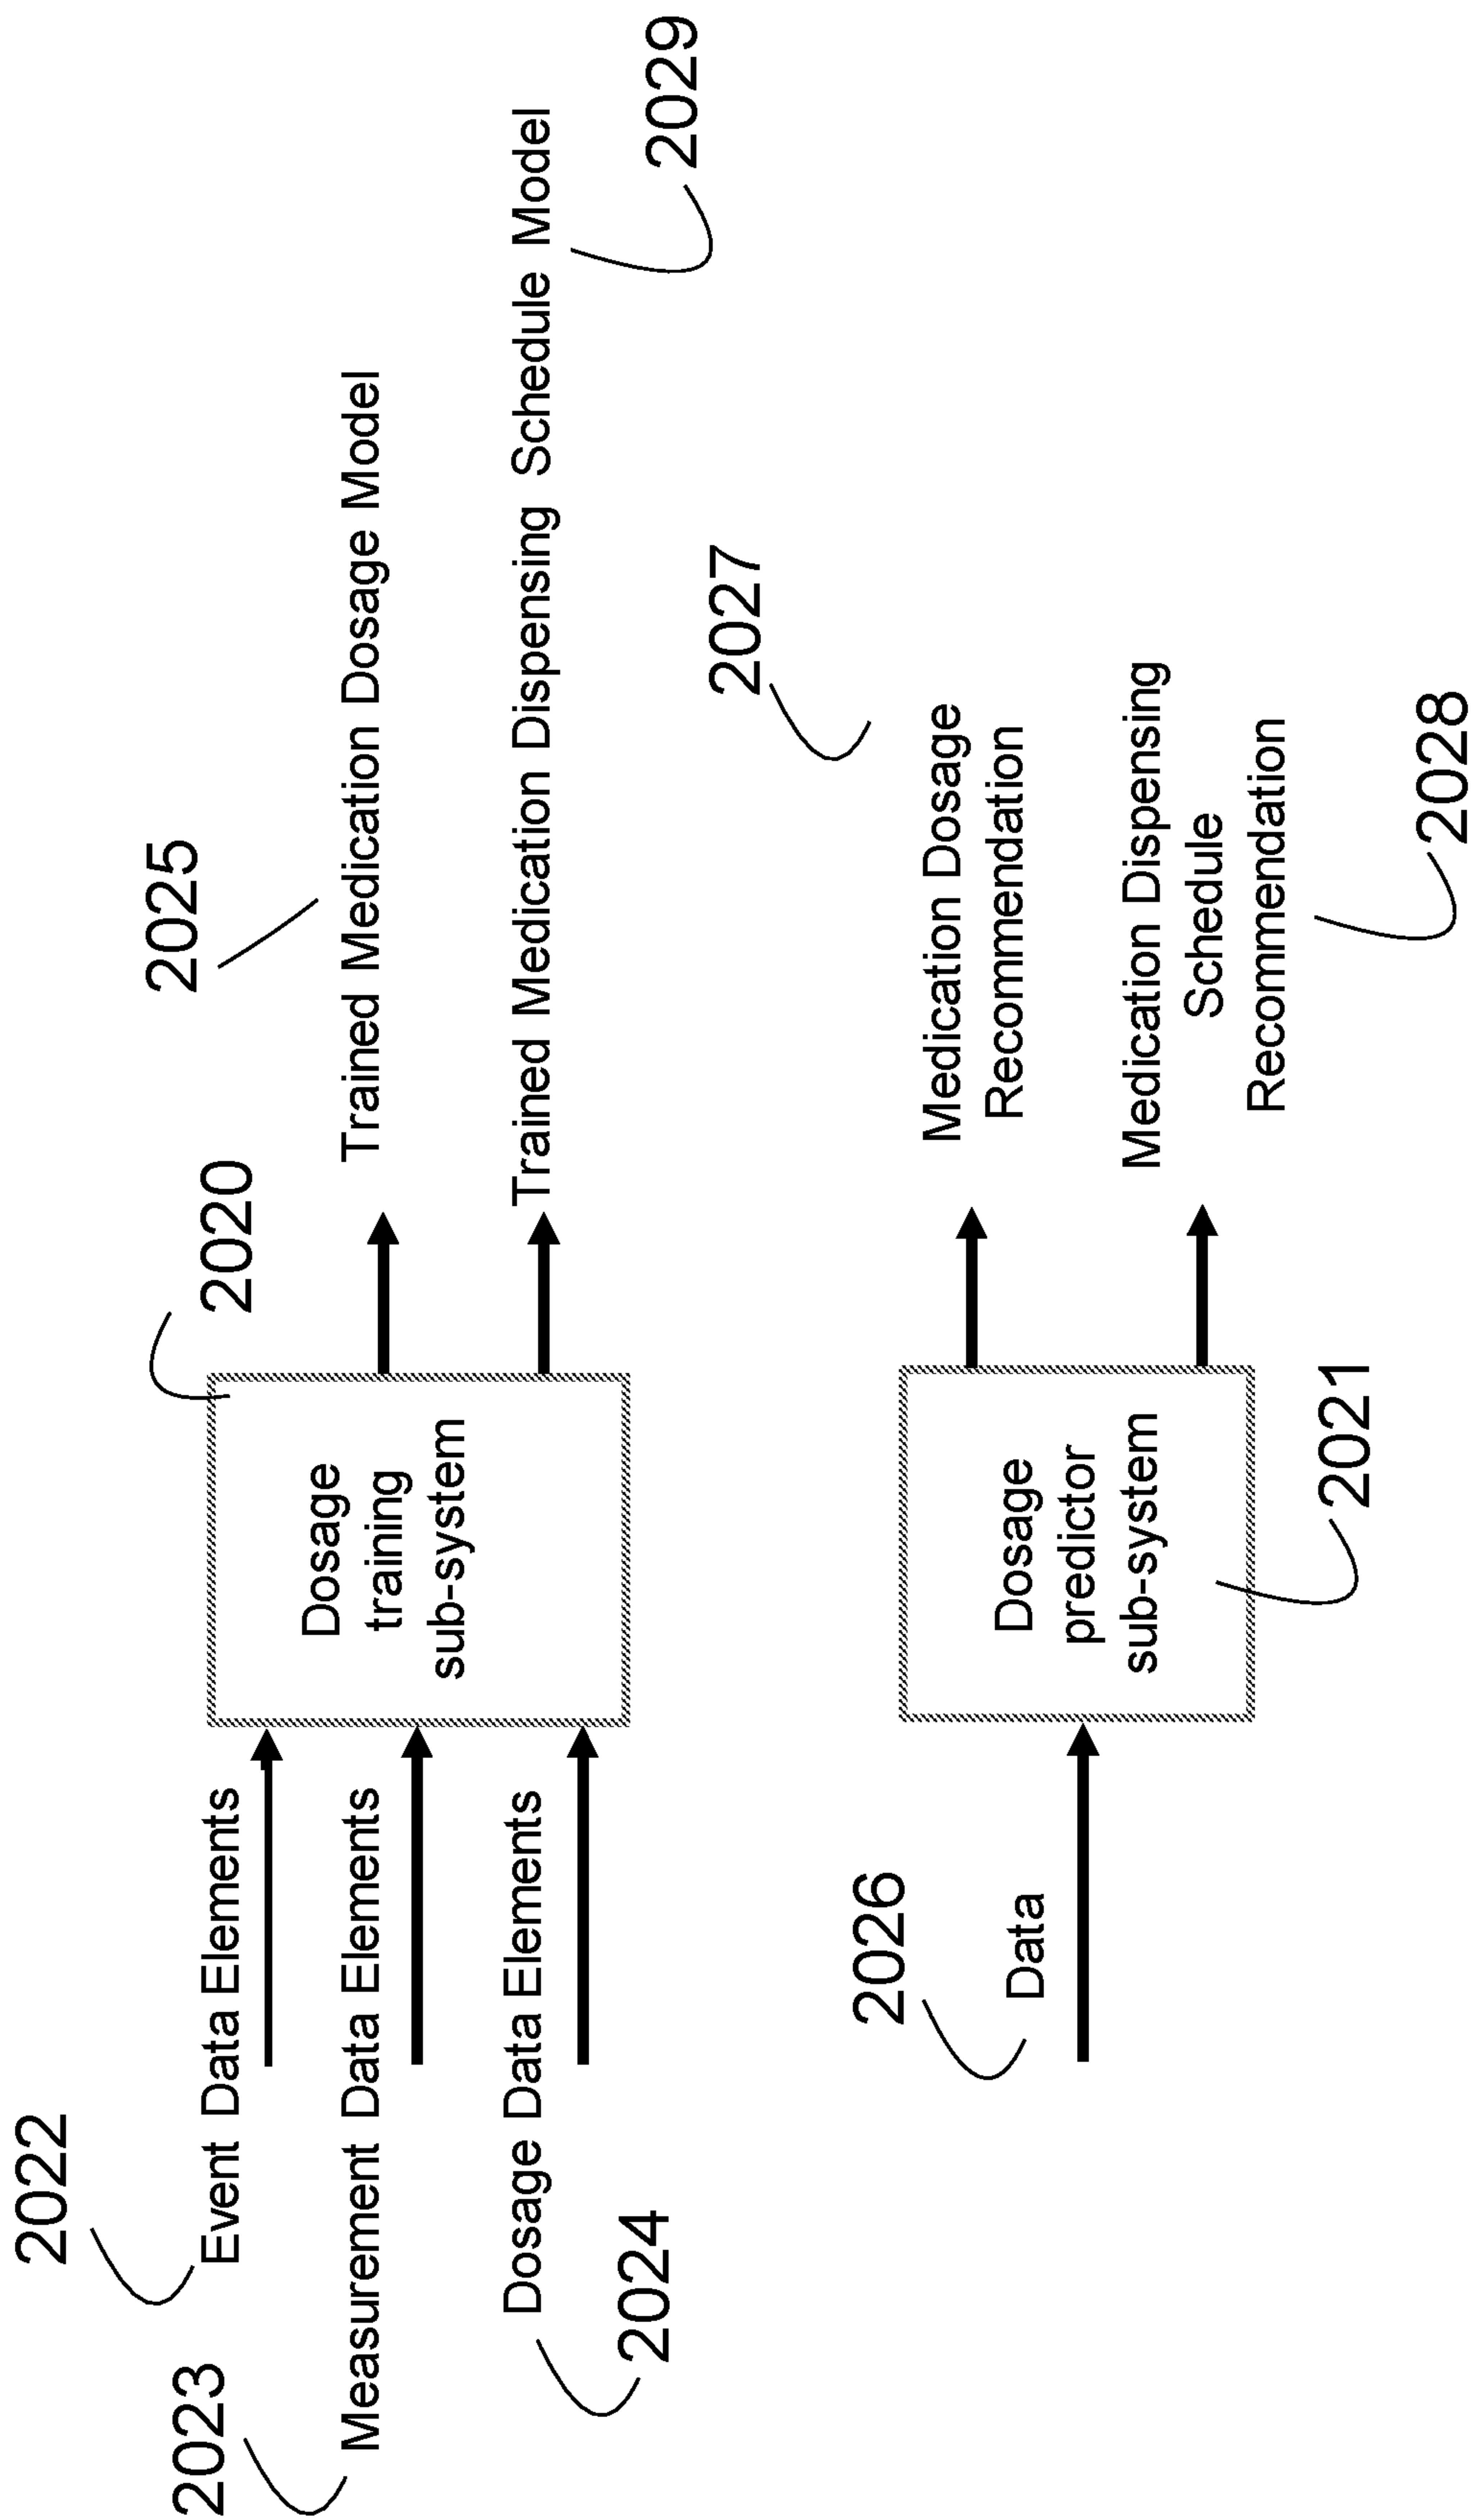 2022
Event Data Elements
2023
Measurement Data Elements
Dosage Data Elements
2024
2020
Dosage
training
sub-system
2025
Trained Medication Dosage Model
Trained Medication Dispensing Schedule Model
2029
2026
Data
Dosage
predictor
sub-system
2021
2027
Medication Dosage
Recommendation
Medication Dispensing
Schedule
Recommendation
2028